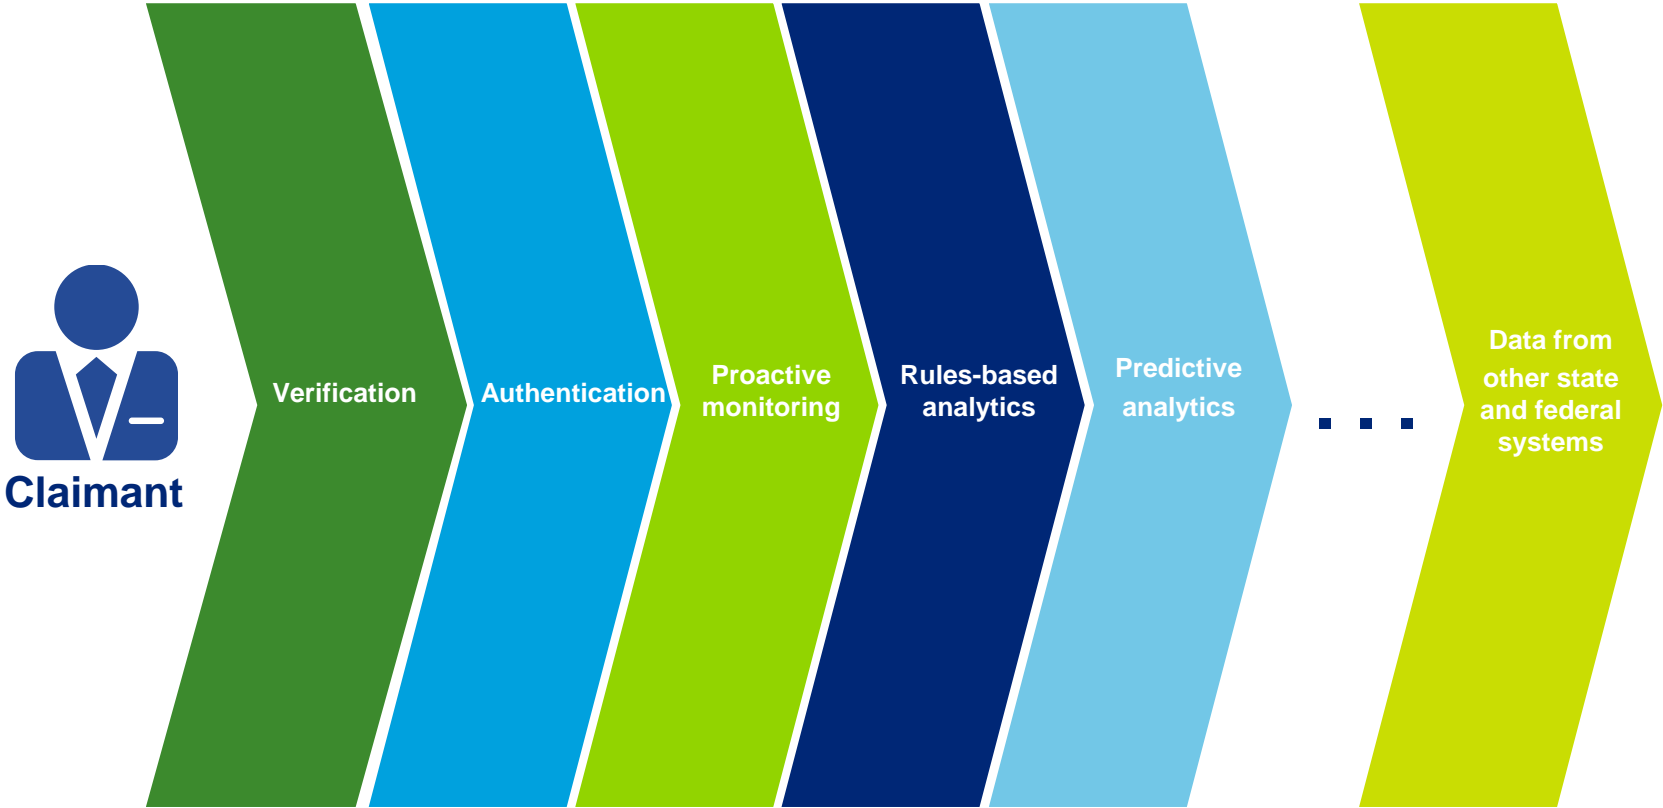 Claimant
Verification
Authentication
Proactive
monitoring
Rules-based
analytics
Predictive
analytics
...
Data from
other state
and federal
systems